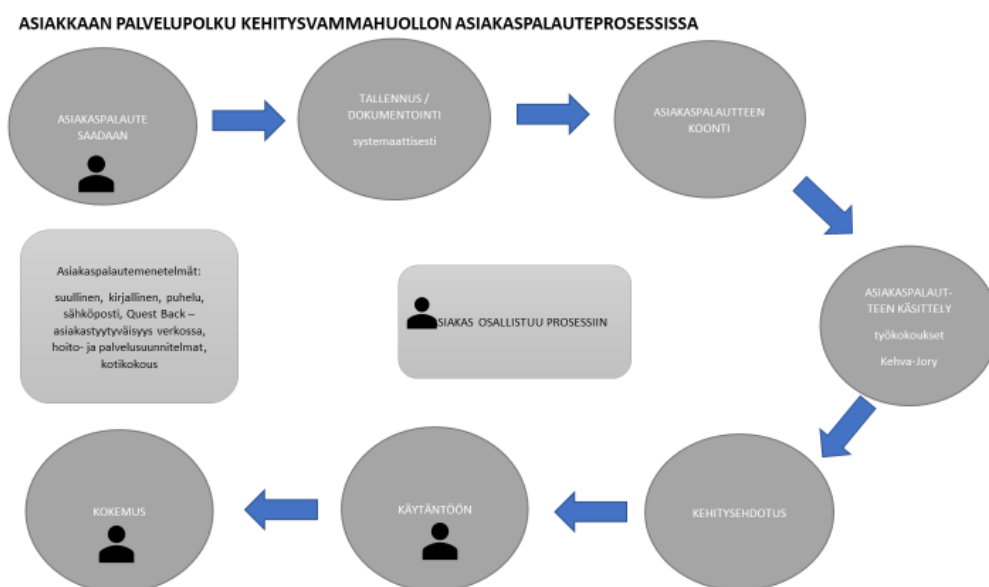 ASIAKKAAN PALVELUPOLKU KEHITYSVAMMAHUOLLON ASIAKASPALAUTEPROSESSISSA
ASIAKASPALAUTE
SAADAAN
TALLENNUS /
DOKUMENTOINTI
systemaattisesti
ASIAKASPALAUTTEEN
KOONTI
Asiakaspalautemenetelmät:
suullinen, kirjallinen, puhelu,
sähköposti, Quest Back –
asiakastyytyväisyys verkossa,
hoito- ja palvelusuunnitelmat,
kotikokous
SIAKAS OSALLISTUU PROSESSIIN
ASIAKASPALAUT-
TEEN KÄSITTELY
työkokoukset
Kehva-Jory
KOKEMUS
KÄYTÄNTÖÖN
KEHITYSEHDOTUS